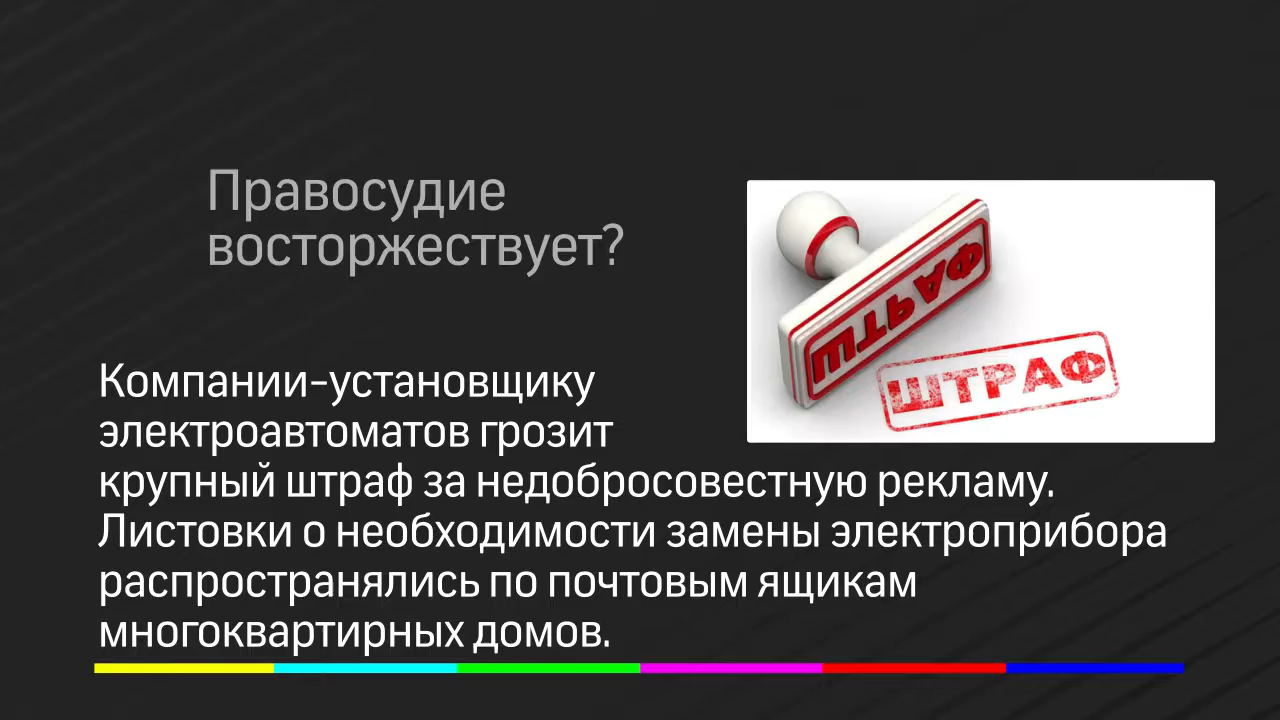 Правосудие
восторжествует?
ШТРАФ
ШТРАФ
Компании-установщику
электроавтоматов грозит
крупный штраф за недобросовестную рекламу.
Листовки о необходимости замены электроприбора
распространялись по почтовым ящикам
многоквартирных домов.